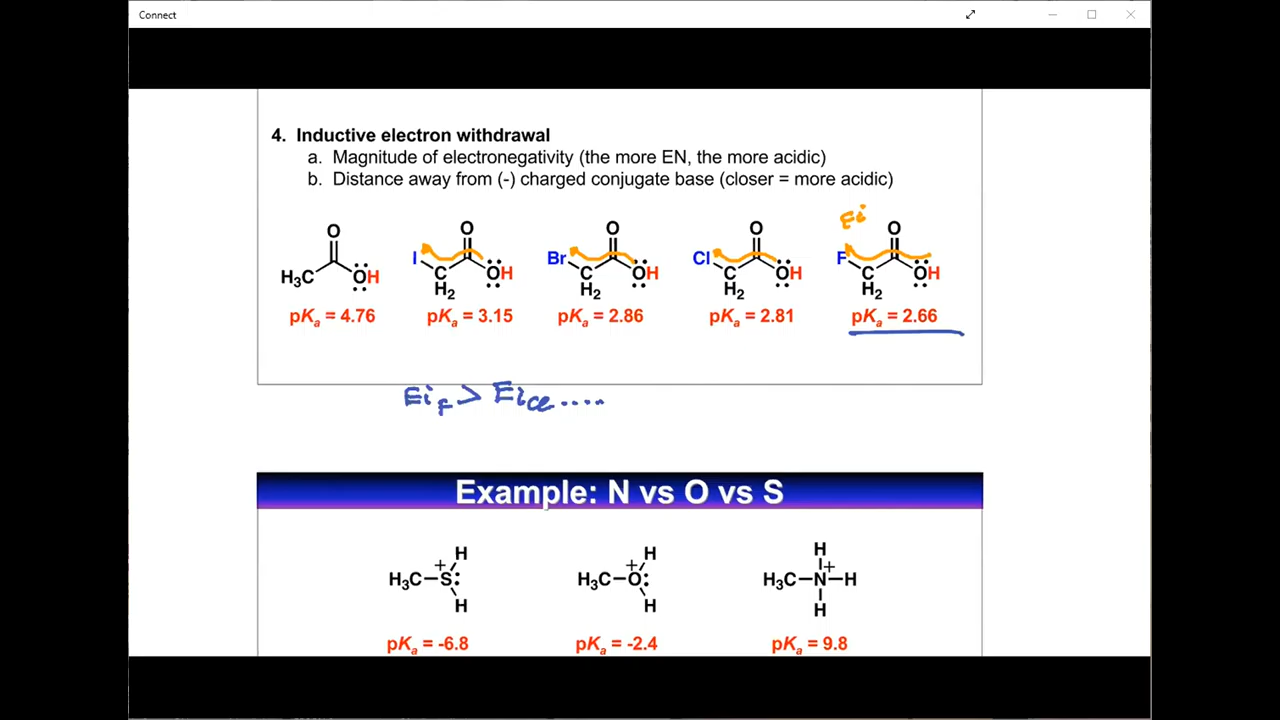 Connect
4. Inductive electron withdrawal
a. Magnitude of electronegativity (the more EN, the more acidic)
b. Distance away from (-) charged conjugate base (closer = more acidic)
Ei
O O O O O
H₃C OH I C H₂ OH Br C H₂ OH Cl C H₂ OH F C H₂ OH
pKa = 4.76 pKa = 3.15 pKa = 2.86 pKa = 2.81 pKa = 2.66
Ei F > Ei Cl .....
Example: N vs O vs S
H₃C S + H H H₃C O + H H H₃C N + H H H
pKa = -6.8 pKa = -2.4 pKa = 9.8